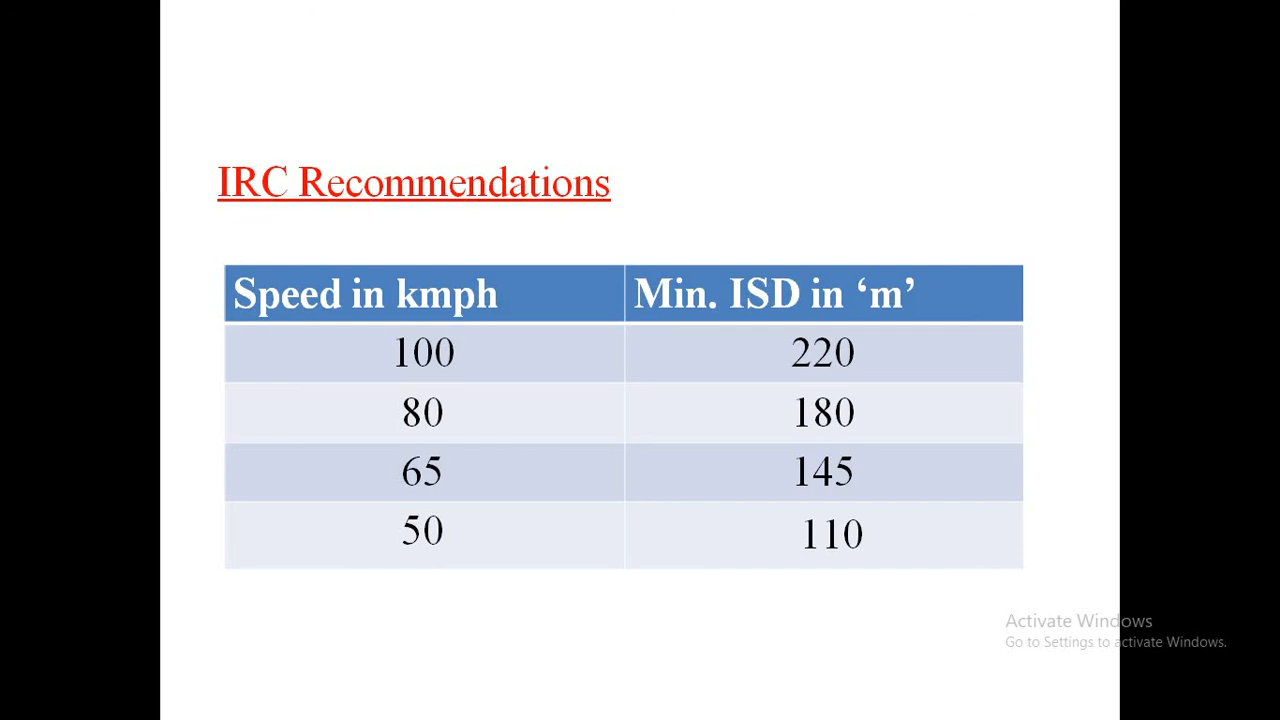 IRC Recommendations
Speed in kmph Min. ISD in ‘m’
100 220
80 180
65 145
50 110
Activate Windows
Go to Settings to activate Windows.